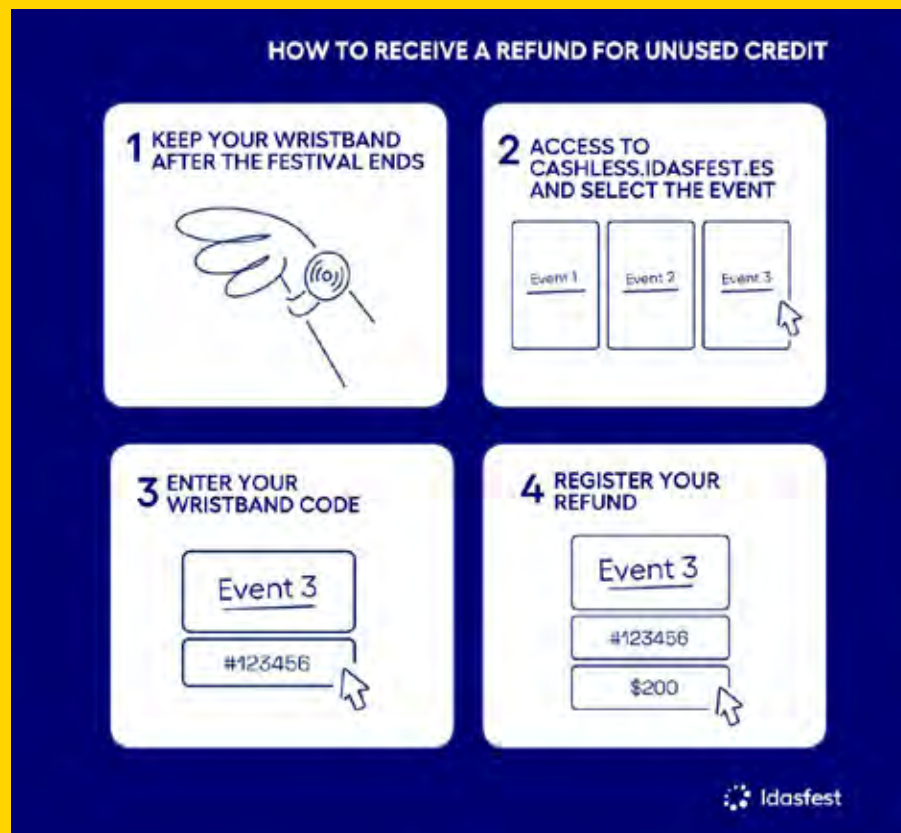 HOW TO RECEIVE A REFUND FOR UNUSED CREDIT
1 KEEP YOUR WRISTBAND
AFTER THE FESTIVAL ENDS
2 ACCESS TO
CASHLESS.IDASFEST.ES
AND SELECT THE EVENT
Event 1
Event 2
Event 3
3 ENTER YOUR
WRISTBAND CODE
Event 3
#123456
4 REGISTER YOUR
REFUND
Event 3
#123456
$200
Idasfest